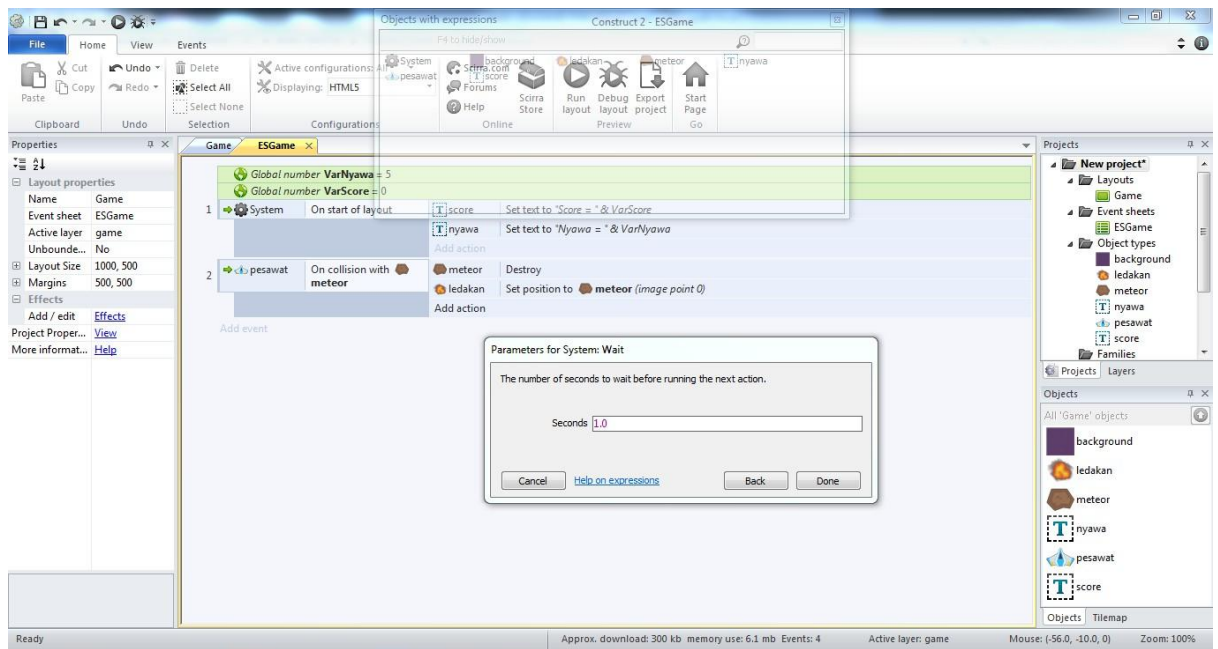 Objects with expressions
Construct 2 - ESGame
File Home View Events
F4 to hide/show
Paste
Cut
Copy
Clipboard
Undo
Redo
Undo
Delete
Select All
Select None
Selection
Active configurations: All
Displaying: HTML5
Configurations
Scirra.com
Forums
Help
Scirra Store
Online
Run layout
Debug layout
Export project
Preview
Start Page
Go
System background ledakan meteor nyawa
pesawat score
Properties
Layout properties
Name Game
Event sheet ESGame
Active layer game
Unbounde... No
Layout Size 1000, 500
Margins 500, 500
Effects
Add / edit Effects
Project Proper... View
More informat... Help
Game ESGame
Global number VarNyawa = 5
Global number VarScore = 0
1 System On start of layout score Set text to "Score = " & VarScore
nyawa Set text to "Nyawa = " & VarNyawa
Add action
2 pesawat On collision with meteor meteor Destroy
ledakan Set position to meteor (image point 0)
Add action
Add event
Parameters for System: Wait
The number of seconds to wait before running the next action.
Seconds 1.0
Cancel Help on expressions Back Done
Projects
New project*
Layouts
Game
Event sheets
ESGame
Object types
background
ledakan
meteor
nyawa
pesawat
score
Families
Projects Layers
Objects
All 'Game' objects
background
ledakan
meteor
T nyawa
pesawat
T score
Objects Tilemap
Ready Approx. download: 300 kb memory use: 6.1 mb Events: 4 Active layer: game Mouse: (-56.0, -10.0, 0) Zoom: 100%